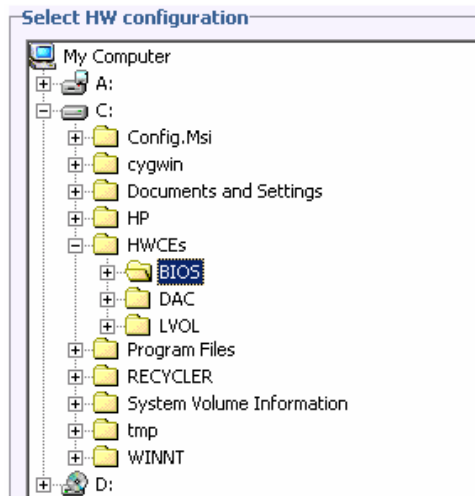 Select HW configuration
My Computer
A:
C:
Config.Msi
cygwin
Documents and Settings
HP
HWCEs
BIOS
DAC
LVOL
Program Files
RECYCLER
System Volume Information
tmp
WINNT
D: